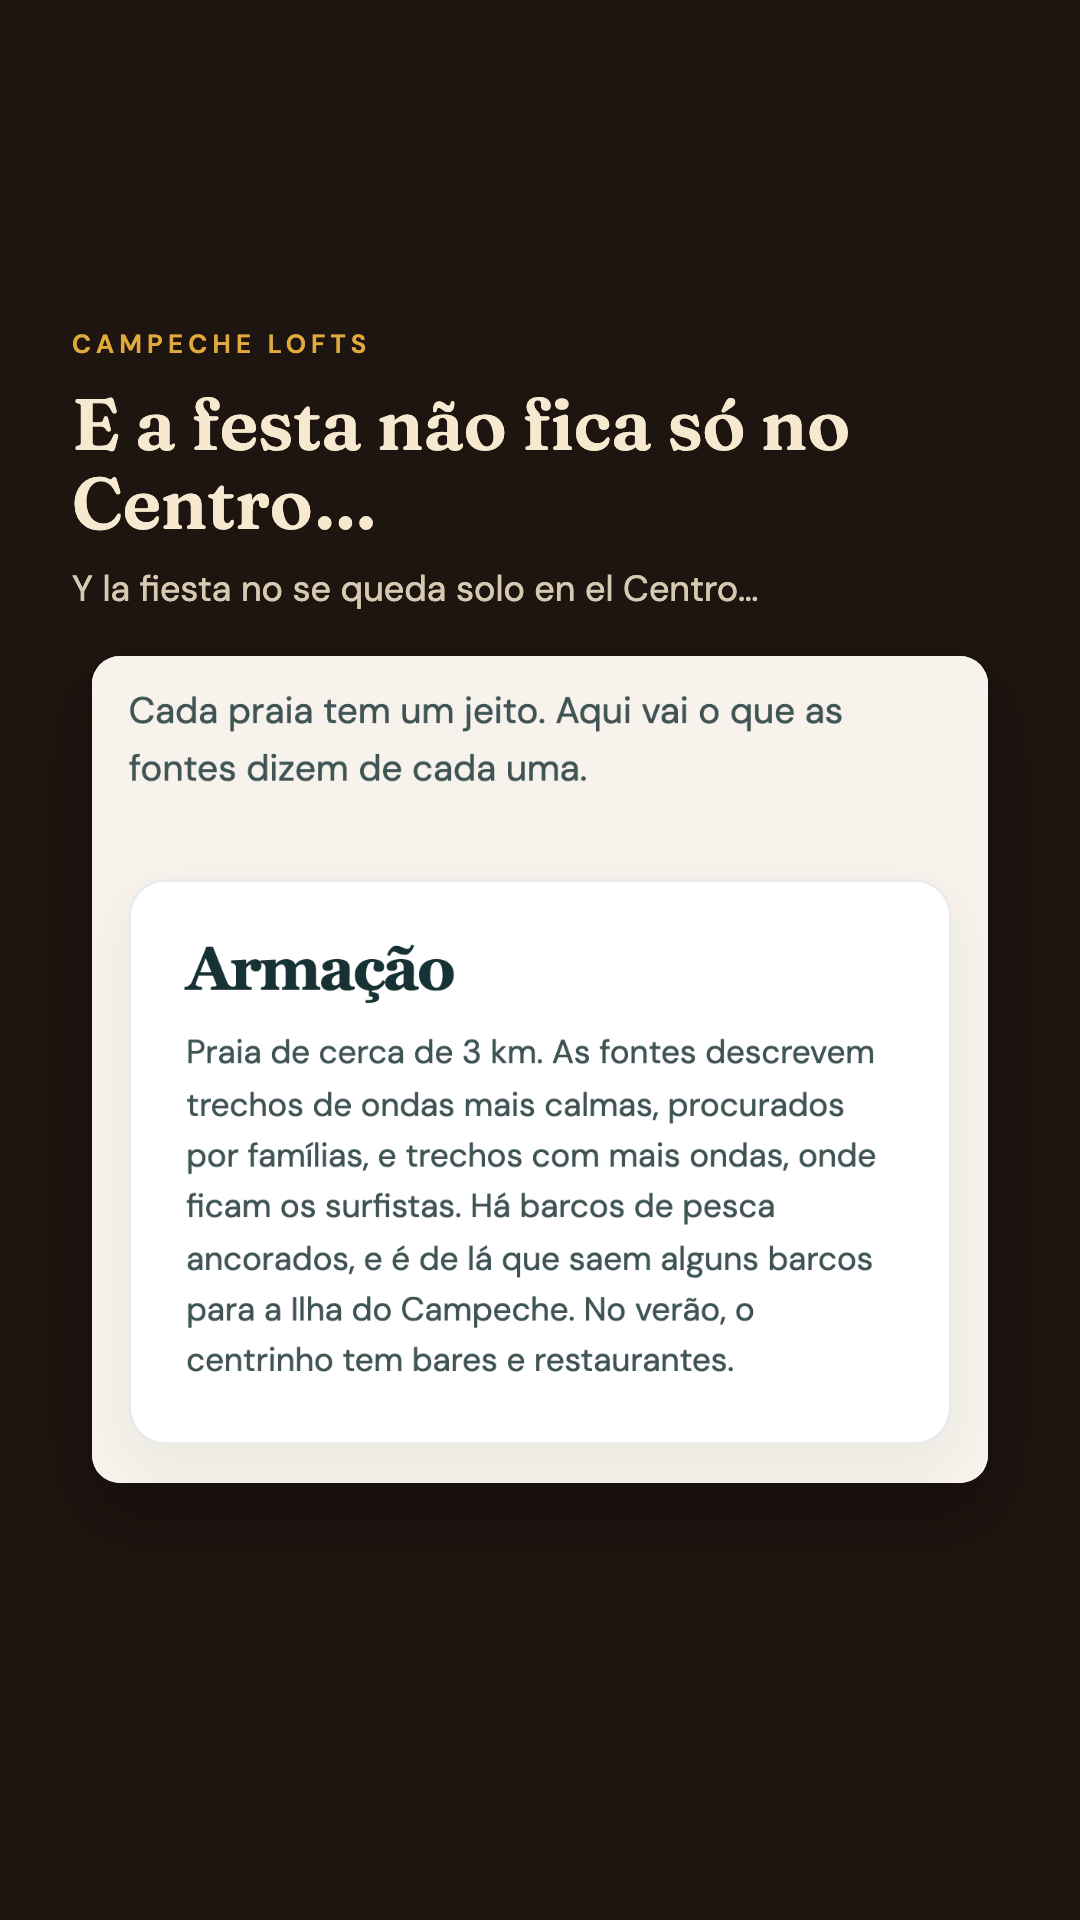 CAMPECHE LOFTS
E a festa não fica só no
Centro...
Y la fiesta no se queda solo en el Centro...
Cada praia tem um jeito. Aqui vai o que as
fontes dizem de cada uma.
Armação
Praia de cerca de 3 km. As fontes descrevem
trechos de ondas mais calmas, procurados
por famílias, e trechos com mais ondas, onde
ficam os surfistas. Há barcos de pesca
ancorados, e é de lá que saem alguns barcos
para a Ilha do Campeche. No verão, o
centrinho tem bares e restaurantes.